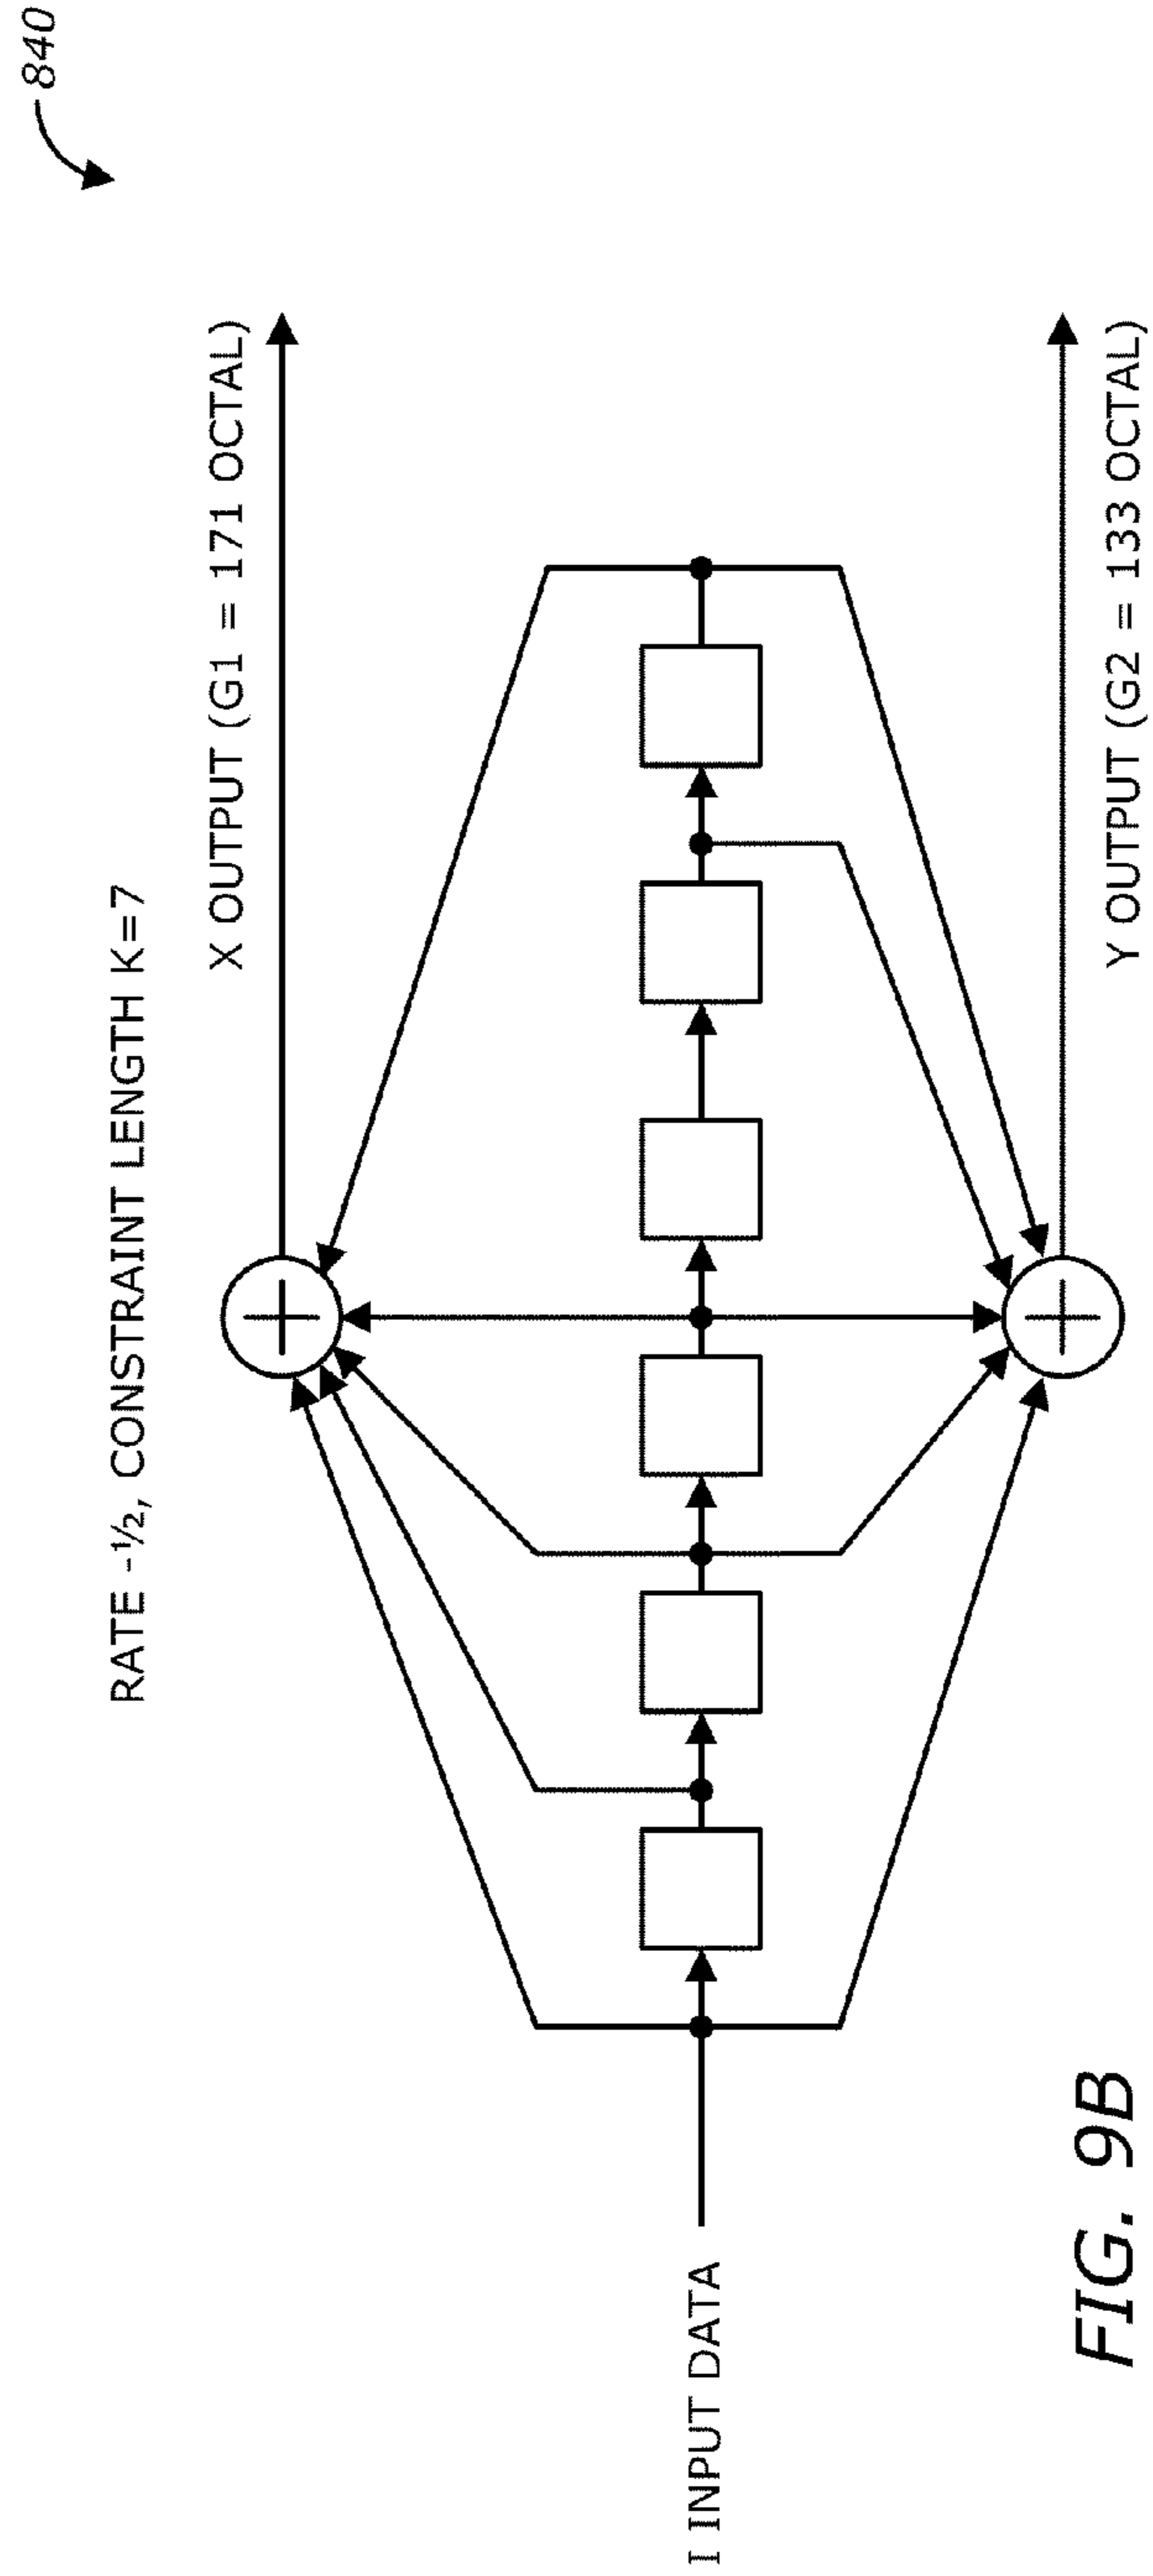 840
RATE -½, CONSTRAINT LENGTH K=7
X OUTPUT (G1 = 171 OCTAL)
I INPUT DATA
Y OUTPUT (G2 = 133 OCTAL)
FIG. 9B